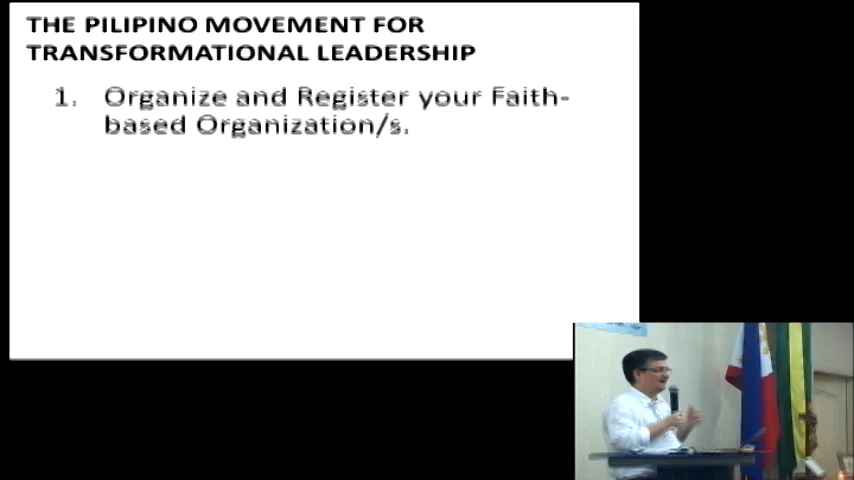 THE PILIPINO MOVEMENT FOR
TRANSFORMATIONAL LEADERSHIP
1. Organize and Register your Faith-
based Organization/s.